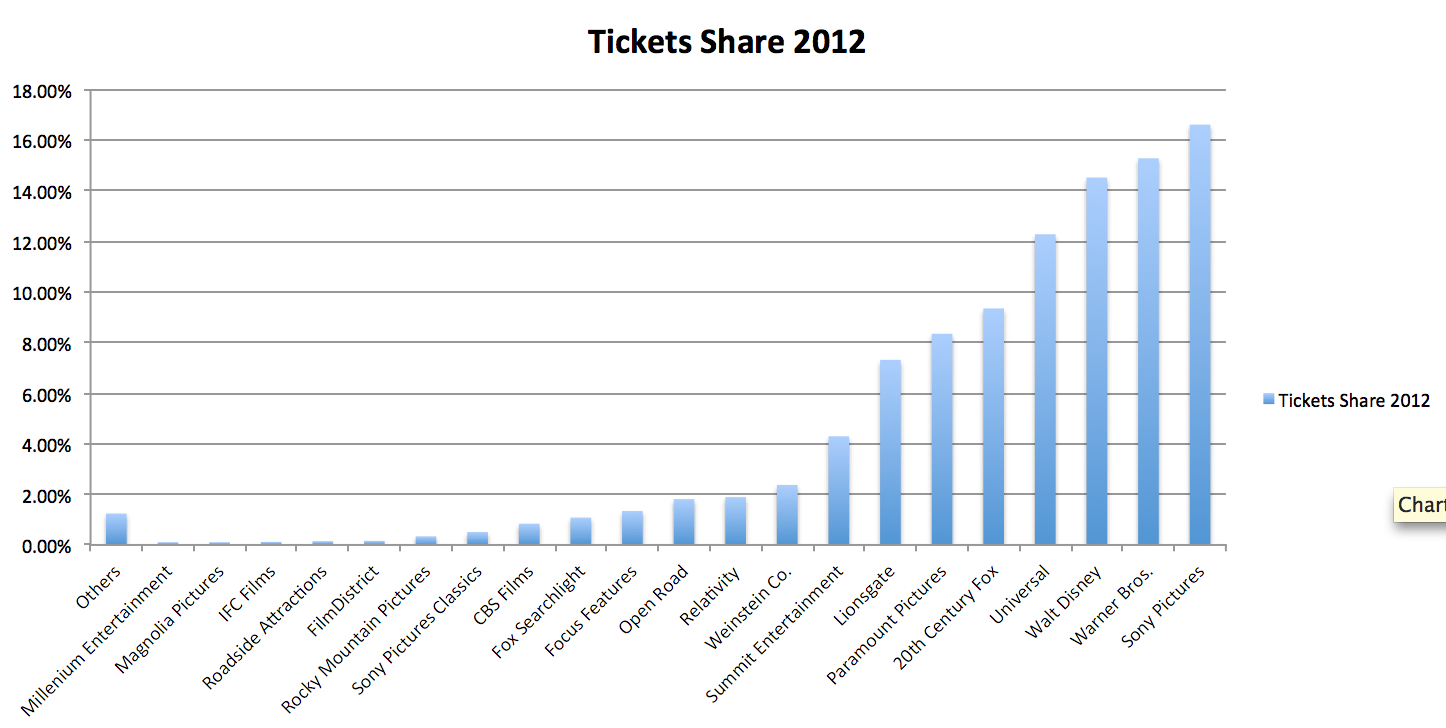 Tickets Share 2012
18.00%
16.00%
14.00%
12.00%
10.00%
8.00%
6.00%
4.00%
2.00%
0.00%
Others
Millenium Entertainment
Magnolia Pictures
IFC Films
Roadside Attractions
FilmDistrict
Rocky Mountain Pictures
Sony Pictures Classics
CBS Films
Fox Searchlight
Focus Features
Open Road
Relativity
Weinstein Co.
Summit Entertainment
Lionsgate
Paramount Pictures
20th Century Fox
Universal
Walt Disney
Warner Bros.
Sony Pictures
Tickets Share 2012
Chart